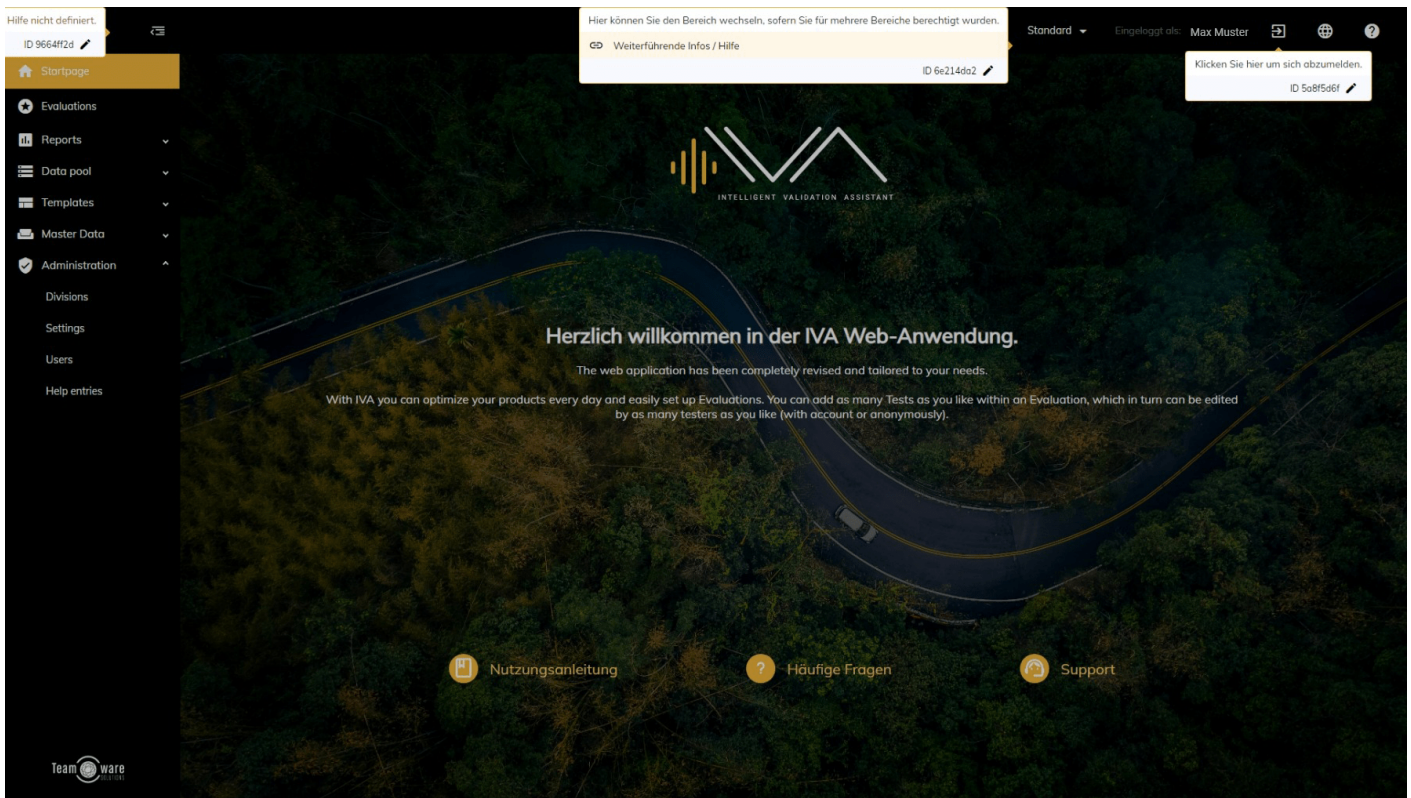 Hilfe nicht definiert.
ID 9664ff2d
Hier können Sie den Bereich wechseln, sofern Sie für mehrere Bereiche berechtigt wurden.
Weiterführende Infos / Hilfe
ID 6e214da2
Standard
Eingeloggt als: Max Muster
Klicken Sie hier um sich abzumelden.
ID 5a8f5d6f
Startpage
Evaluations
Reports
Data pool
Templates
Master Data
Administration
Divisions
Settings
Users
Help entries
IVA
INTELLIGENT VALIDATION ASSISTANT
Herzlich willkommen in der IVA Web-Anwendung.
The web application has been completely revised and tailored to your needs.
With IVA you can optimize your products every day and easily set up Evaluations. You can add as many Tests as you like within an Evaluation, which in turn can be edited
by as many testers as you like (with account or anonymously).
Nutzungsanleitung
? Häufige Fragen
Support
Team ware
SOLUTIONS